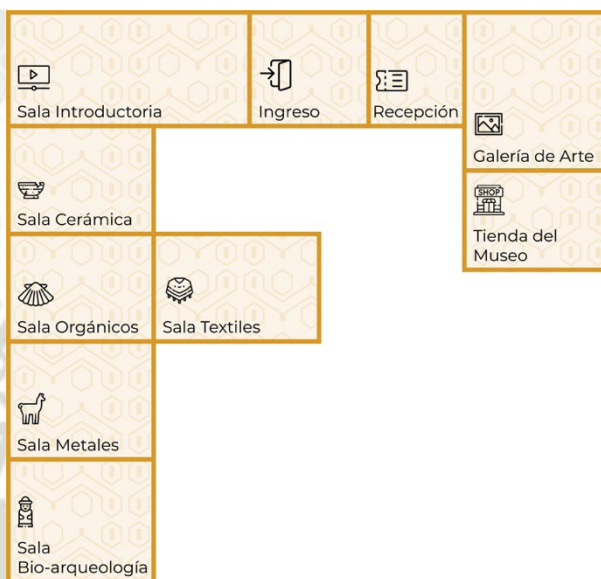 Sala Introductoria
Ingreso
Recepción
Galería de Arte
Sala Cerámica
SHOP
Tienda del
Museo
Sala Orgánicos
Sala Textiles
Sala Metales
Sala
Bio-arqueología